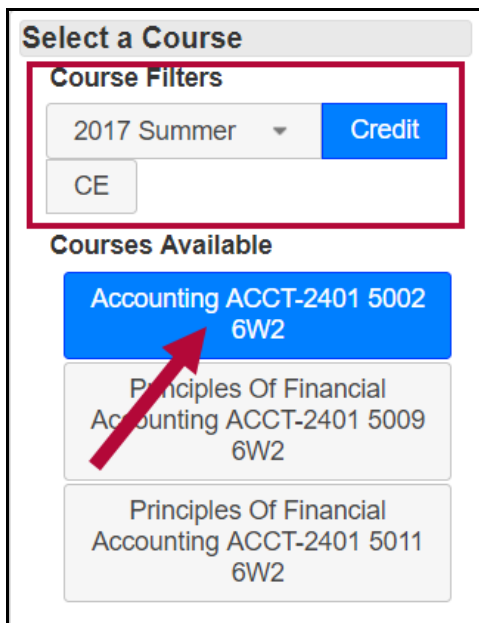 Select a Course
Course Filters
2017 Summer Credit
CE
Courses Available
Accounting ACCT-2401 5002
6W2
Principles Of Financial
Accounting ACCT-2401 5009
6W2
Principles Of Financial
Accounting ACCT-2401 5011
6W2